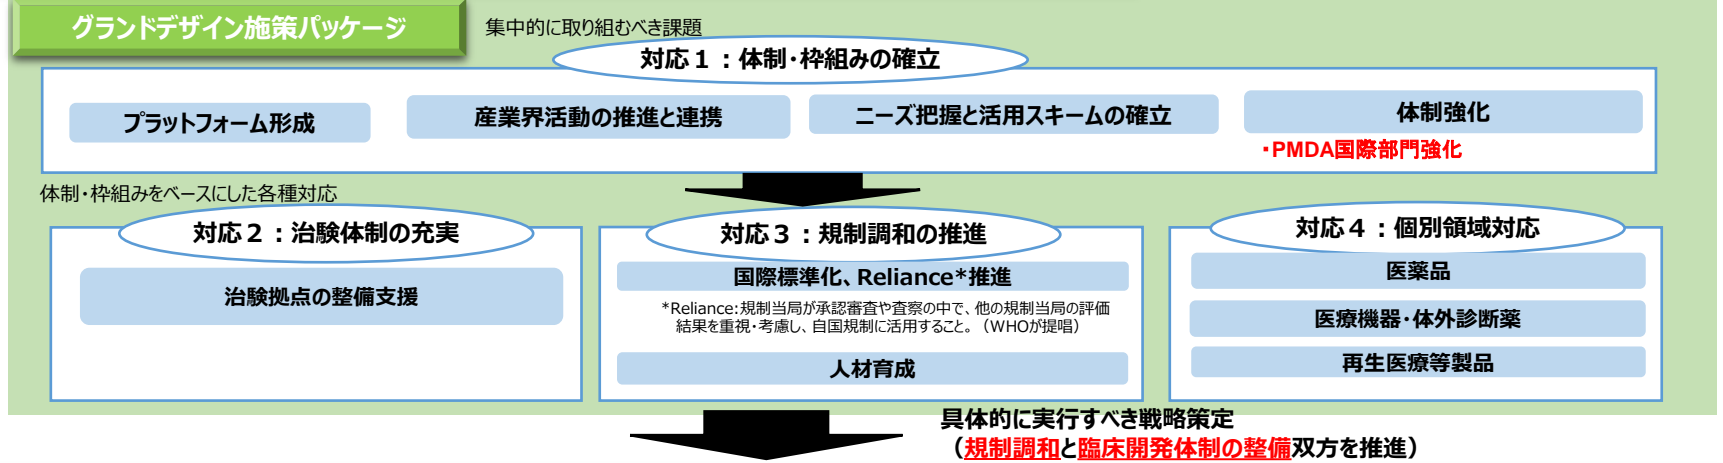 グランドデザイン施策パッケージ
集中的に取り組むべき課題
対応１：体制・枠組みの確立
プラットフォーム形成
産業界活動の推進と連携
ニーズ把握と活用スキームの確立
体制強化
・PMDA国際部門強化
体制・枠組みをベースにした各種対応
対応２：治験体制の充実
治験拠点の整備支援
対応３：規制調和の推進
国際標準化、Reliance*推進
*Reliance:規制当局が承認審査や査察の中で、他の規制当局の評価
結果を重視・考慮し、自国規制に活用すること。（WHOが提唱）
人材育成
対応４：個別領域対応
医薬品
医療機器・体外診断薬
再生医療等製品
具体的に実行すべき戦略策定
（規制調和と臨床開発体制の整備双方を推進）